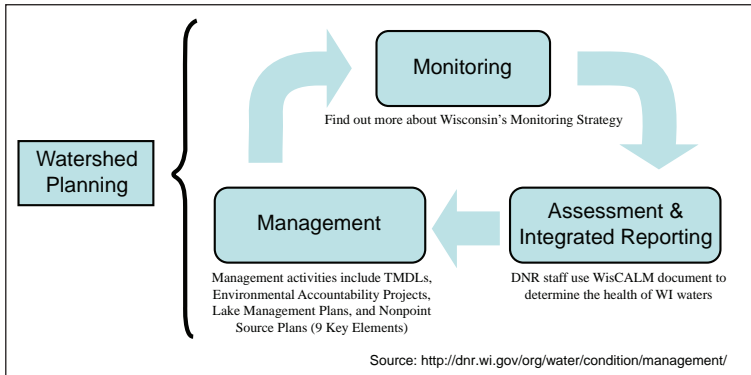 Watershed
Planning
Monitoring
Find out more about Wisconsin's Monitoring Strategy
Assessment &
Integrated Reporting
DNR staff use WisCALM document to
determine the health of WI waters
Management
Management activities include TMDLs,
Environmental Accountability Projects,
Lake Management Plans, and Nonpoint
Source Plans (9 Key Elements)
Source: http://dnr.wi.gov/org/water/condition/management/